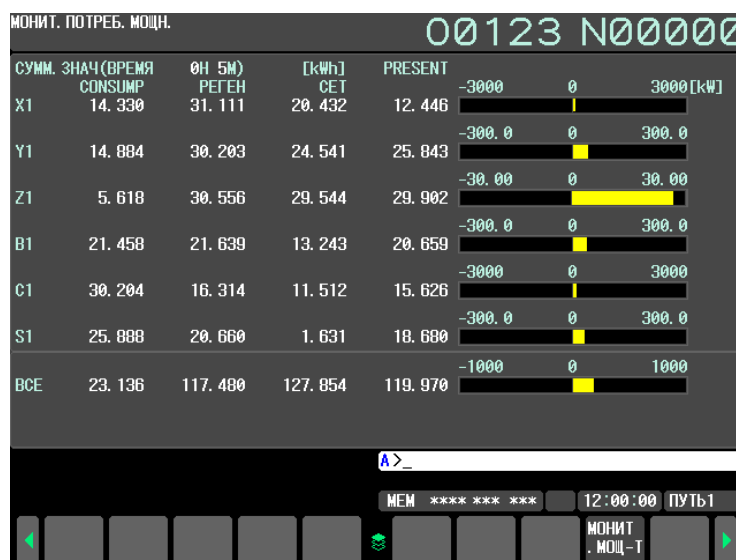 МОНИТ. ПОТРЕБ. МОЩН.
O0123 N00000
СУММ. ЗНАЧ(ВРЕМЯ 0H 5M) [kWh] PRESENT
CONSUMP РЕГЕН СЕТ -3000 0 3000[kW]
X1 14.330 31.111 20.432 12.446
-300.0 0 300.0
Y1 14.884 30.203 24.541 25.843
-30.00 0 30.00
Z1 5.618 30.556 29.544 29.902
-300.0 0 300.0
B1 21.458 21.639 13.243 20.659
-3000 0 3000
C1 30.204 16.314 11.512 15.626
-300.0 0 300.0
S1 25.888 20.660 1.631 18.680
-1000 0 1000
ВСЕ 23.136 117.480 127.854 119.970
A>_
MEM **** *** *** 12:00:00 ПУТЬ1
МОНИТ
. МОЩ-Т